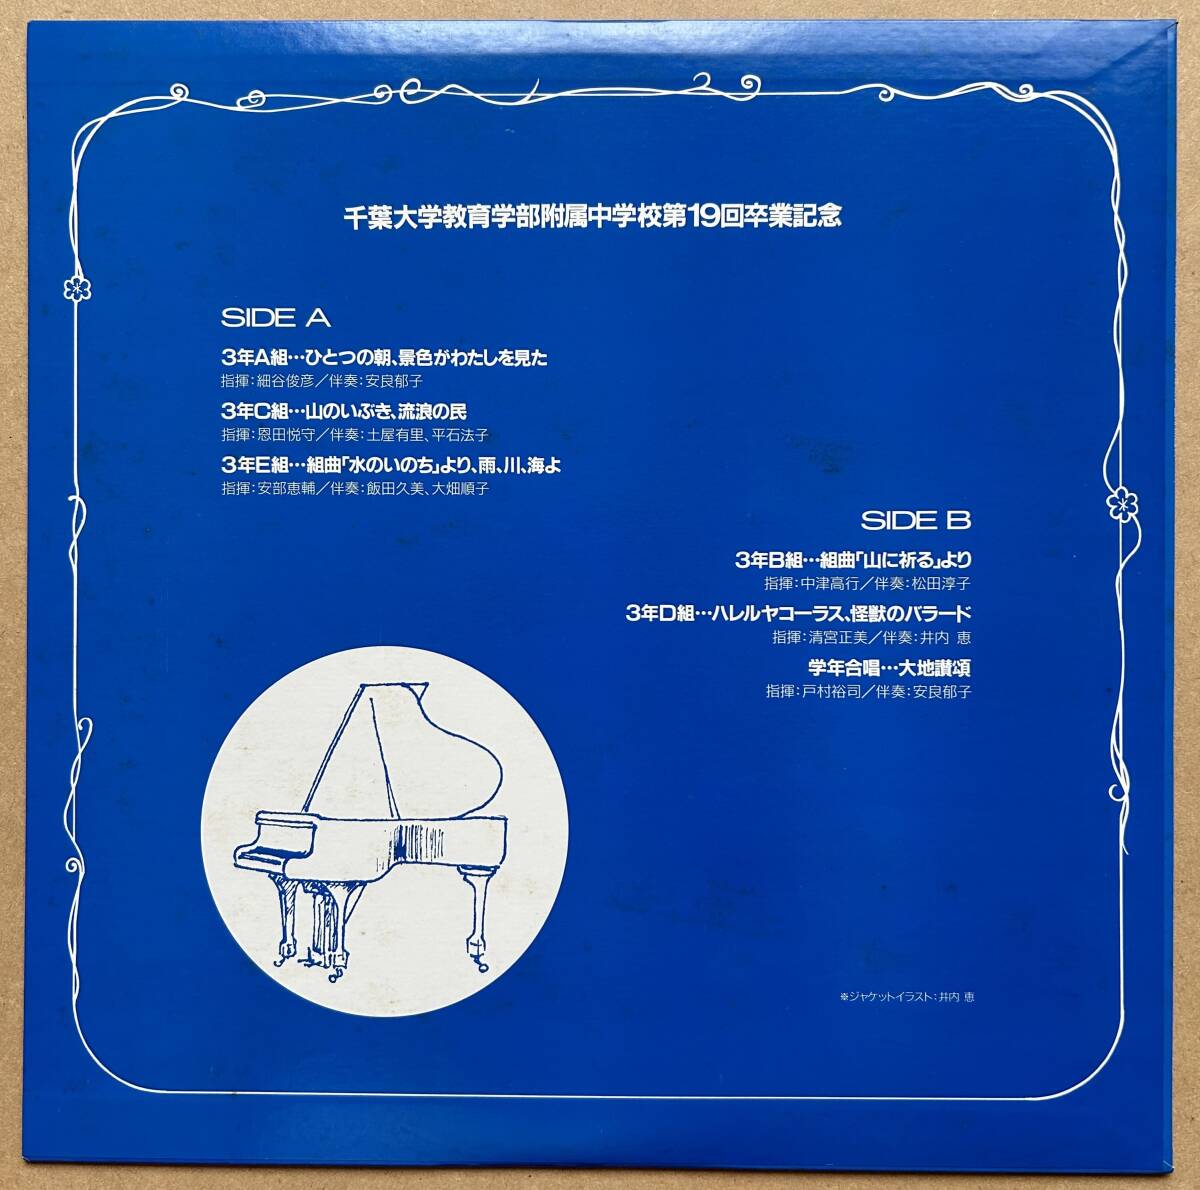 千葉大学教育学部附属中学校第19回卒業記念
SIDE A
3年A組…ひとつの朝、景色がわたしを見た
指揮:細谷俊彦／伴奏:安良郁子
3年C組…山のいぶき、流浪の民
指揮:恩田悦守／伴奏:土屋有里、平石法子
3年E組…組曲「水のいのち」より、雨、川、海よ
指揮:安部恵輔／伴奏:飯田久美、大畑順子
SIDE B
3年B組…組曲「山に祈る」より
指揮:中津高行／伴奏:松田淳子
3年D組…ハレルヤコーラス、怪獣のバラード
指揮:清宮正美／伴奏:井内 恵
学年合唱…大地讃頌
指揮:戸村裕司／伴奏:安良郁子
※ジャケットイラスト:井内 恵